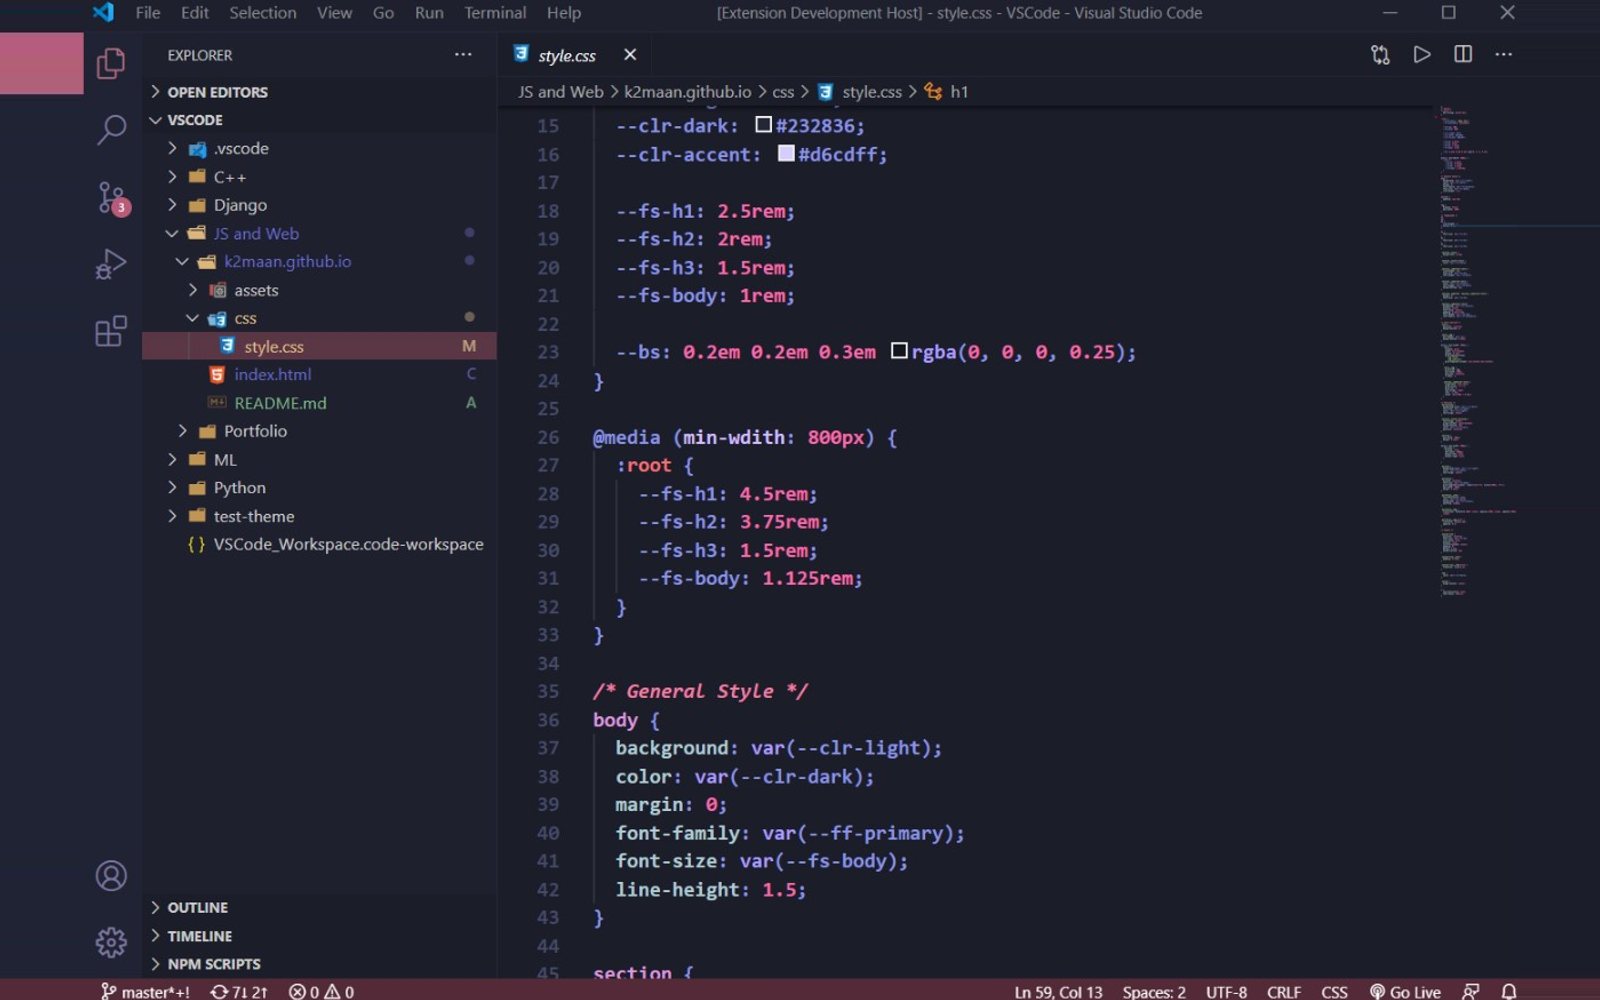 File Edit Selection View Go Run Terminal Help [Extension Development Host] - style.css - VSCode - Visual Studio Code
EXPLORER ···
OPEN EDITORS
VSCODE
.vscode
C++
Django
JS and Web
k2maan.github.io
assets
css
style.css M
index.html C
README.md A
Portfolio
ML
Python
test-theme
{ } VSCode_Workspace.code-workspace
OUTLINE
TIMELINE
NPM SCRIPTS
3
style.css
JS and Web > k2maan.github.io > css > style.css > h1
15 --clr-dark: #232836;
16 --clr-accent: #d6cdff;
17
18 --fs-h1: 2.5rem;
19 --fs-h2: 2rem;
20 --fs-h3: 1.5rem;
21 --fs-body: 1rem;
22
23 --bs: 0.2em 0.2em 0.3em rgba(0, 0, 0, 0.25);
24 }
25
26 @media (min-wdith: 800px) {
27 :root {
28 --fs-h1: 4.5rem;
29 --fs-h2: 3.75rem;
30 --fs-h3: 1.5rem;
31 --fs-body: 1.125rem;
32 }
33 }
34
35 /* General Style */
36 body {
37 background: var(--clr-light);
38 color: var(--clr-dark);
39 margin: 0;
40 font-family: var(--ff-primary);
41 font-size: var(--fs-body);
42 line-height: 1.5;
43 }
44
45 section {
master*+! 7↓ 2↑ 0 0 Ln 59, Col 13 Spaces: 2 UTF-8 CRLF CSS Go Live